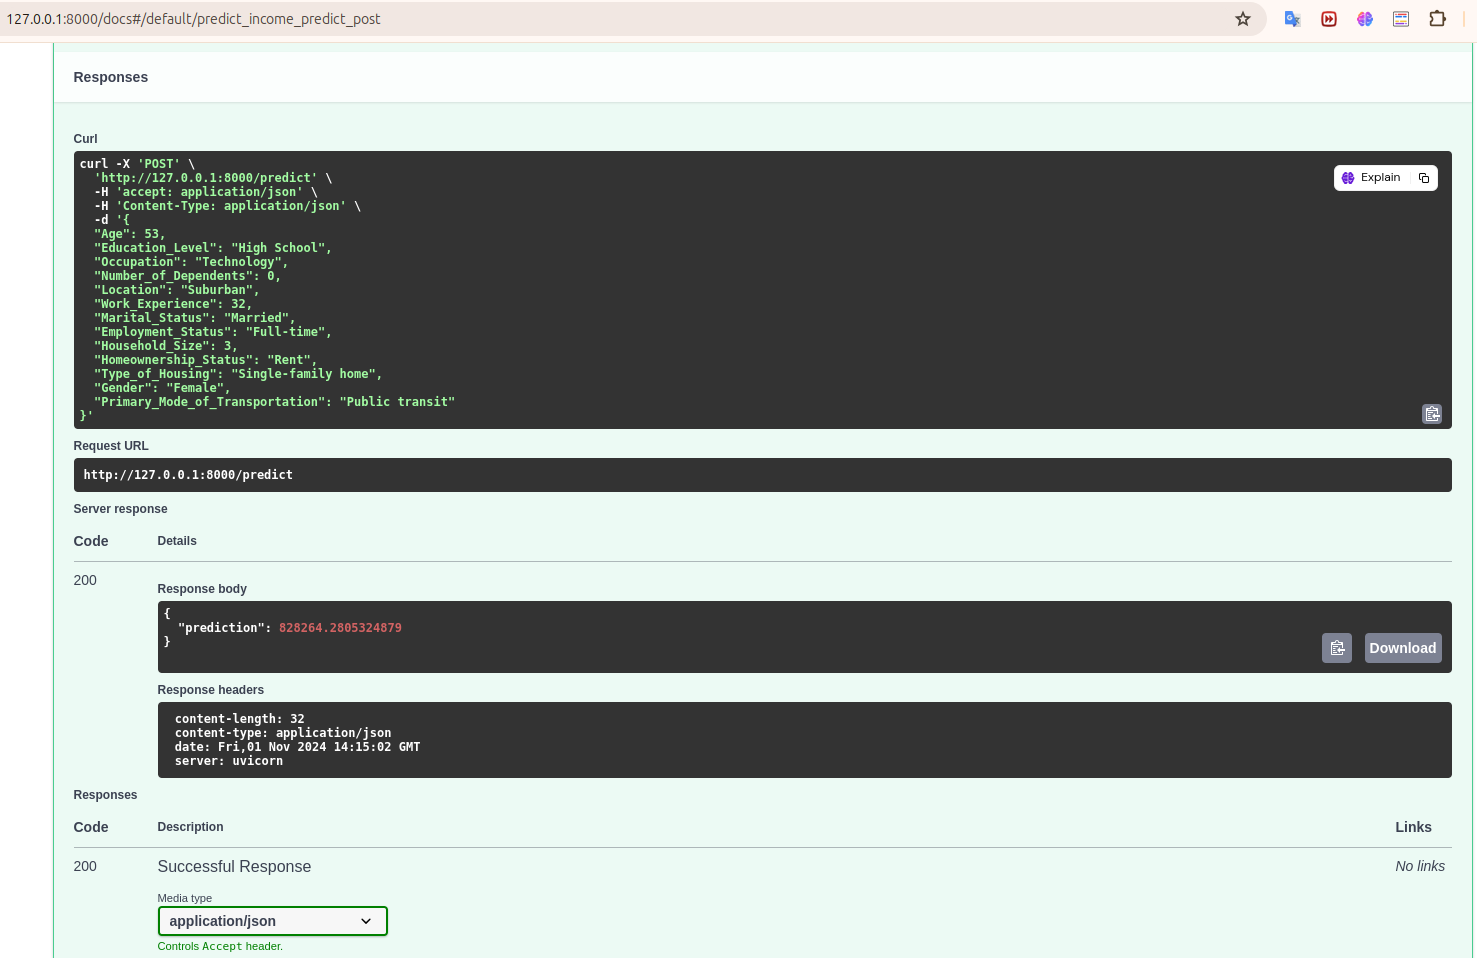 127.0.0.1:8000/docs#/default/predict_income_predict_post
Responses
Curl
curl -X 'POST' \
  'http://127.0.0.1:8000/predict' \
  -H 'accept: application/json' \
  -H 'Content-Type: application/json' \
  -d '{
  "Age": 53,
  "Education_Level": "High School",
  "Occupation": "Technology",
  "Number_of_Dependents": 0,
  "Location": "Suburban",
  "Work_Experience": 32,
  "Marital_Status": "Married",
  "Employment_Status": "Full-time",
  "Household_Size": 3,
  "Homeownership_Status": "Rent",
  "Type_of_Housing": "Single-family home",
  "Gender": "Female",
  "Primary_Mode_of_Transportation": "Public transit"
}'
Explain
Request URL
http://127.0.0.1:8000/predict
Server response
Code Details
200
Response body
{
  "prediction": 828264.2805324879
}
Download
Response headers
content-length: 32
content-type: application/json
date: Fri,01 Nov 2024 14:15:02 GMT
server: uvicorn
Responses
Code Description Links
200 Successful Response No links
Media type
application/json
Controls Accept header.